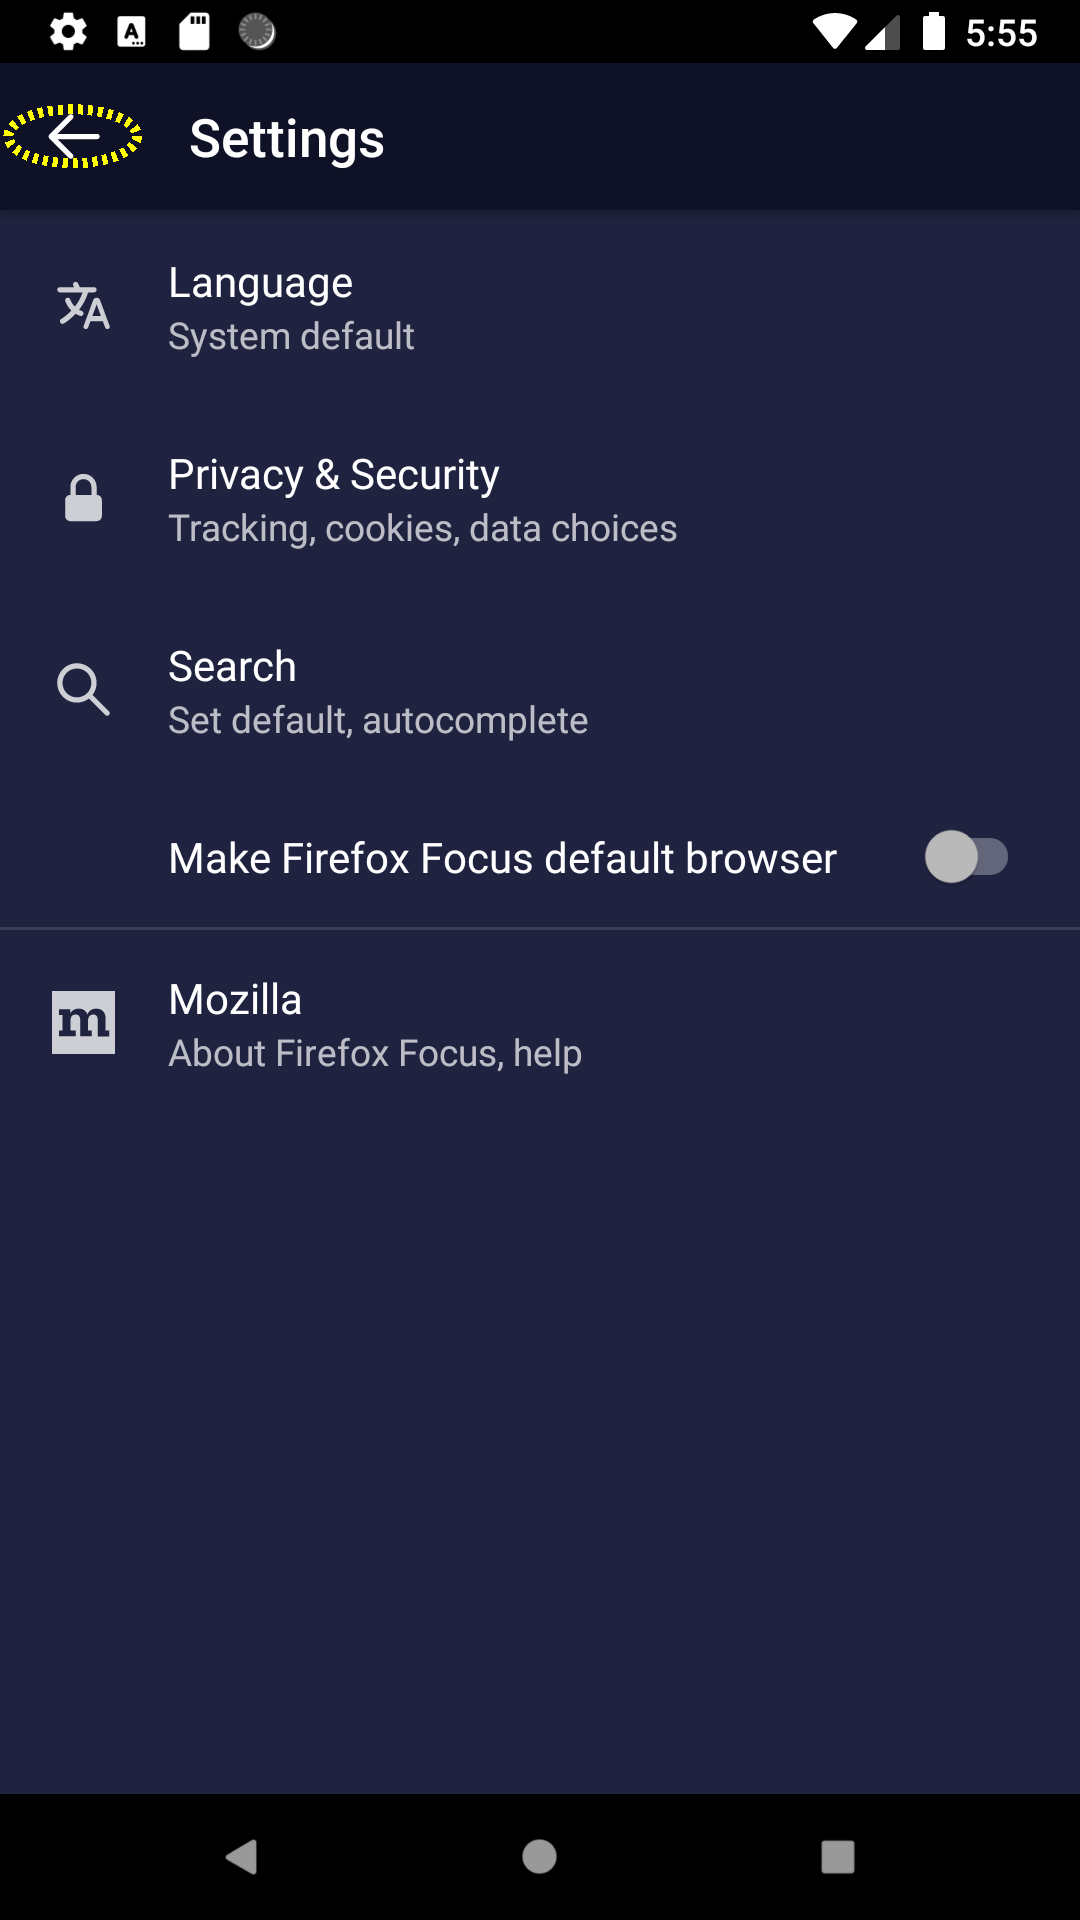 5:55
Settings
Language
System default
Privacy & Security
Tracking, cookies, data choices
Search
Set default, autocomplete
Make Firefox Focus default browser
m
Mozilla
About Firefox Focus, help